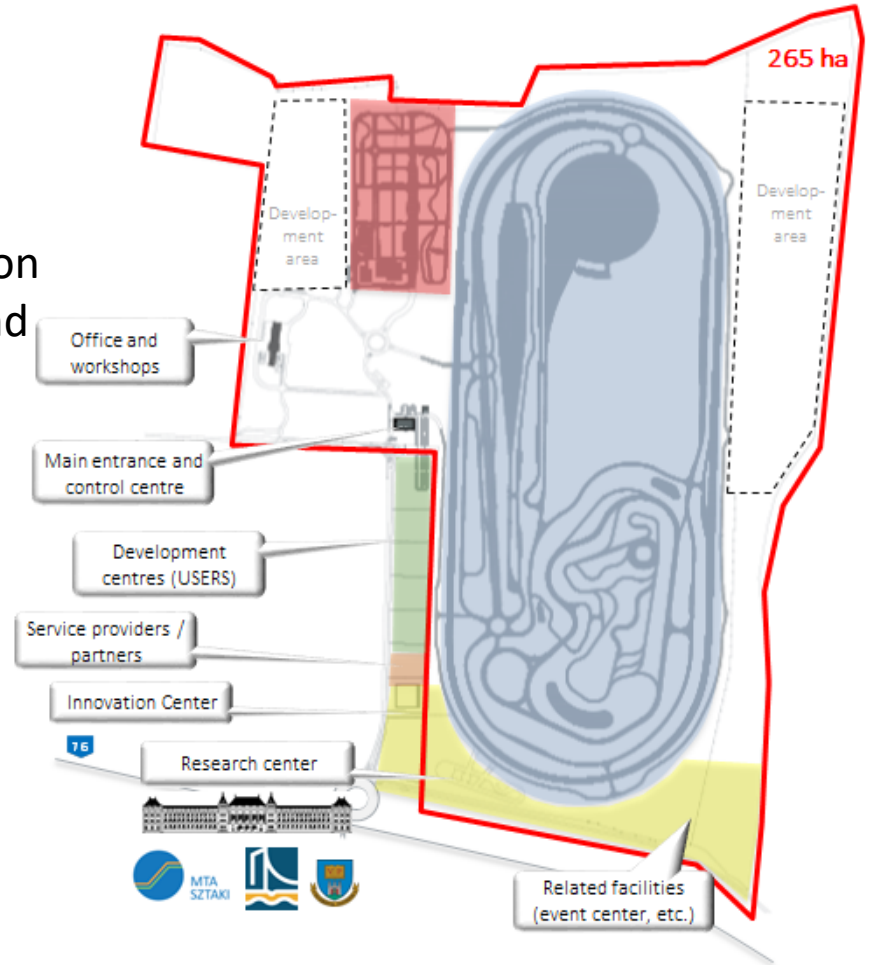 265 ha
Develop-
ment
area
Develop-
ment
area
on
nd
Office and
workshops
Main entrance and
control centre
Development
centres (USERS)
Service providers /
partners
Innovation Center
76
Research center
MTA
SZTAKI
Related facilities
(event center, etc.)